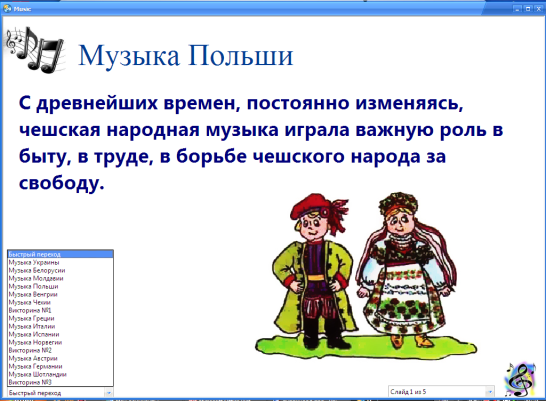 Музыка Польши
С древнейших времен, постоянно изменяясь,
чешская народная музыка играла важную роль в
быту, в труде, в борьбе чешского народа за
свободу.
Быстрый переход
Музыка Украины
Музыка Белорусии
Музыка Молдавии
Музыка Польши
Музыка Венгрии
Музыка Чехии
Викторина №1
Музыка Греции
Музыка Италии
Музыка Испании
Музыка Норвегии
Викторина №2
Музыка Австрии
Музыка Германии
Музыка Шотландии
Викторина №3
Быстрый переход
Слайд 1 из 5